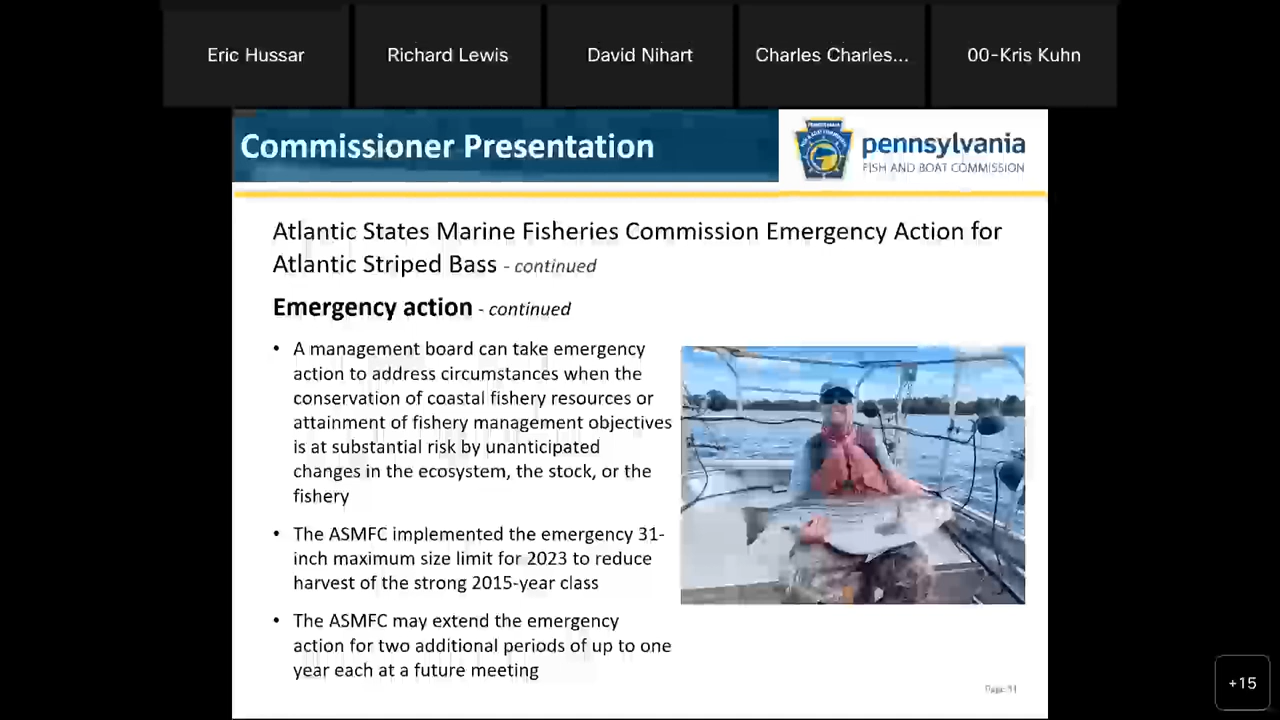 Eric Hussar
Richard Lewis
David Nihart
Charles Charles...
00-Kris Kuhn
Commissioner Presentation
pennsylvania
FISH AND BOAT COMMISSION
Atlantic States Marine Fisheries Commission Emergency Action for
Atlantic Striped Bass - continued
Emergency action - continued
• A management board can take emergency
action to address circumstances when the
conservation of coastal fishery resources or
attainment of fishery management objectives
is at substantial risk by unanticipated
changes in the ecosystem, the stock, or the
fishery
• The ASMFC implemented the emergency 31-
inch maximum size limit for 2023 to reduce
harvest of the strong 2015-year class
• The ASMFC may extend the emergency
action for two additional periods of up to one
year each at a future meeting
Page
+15